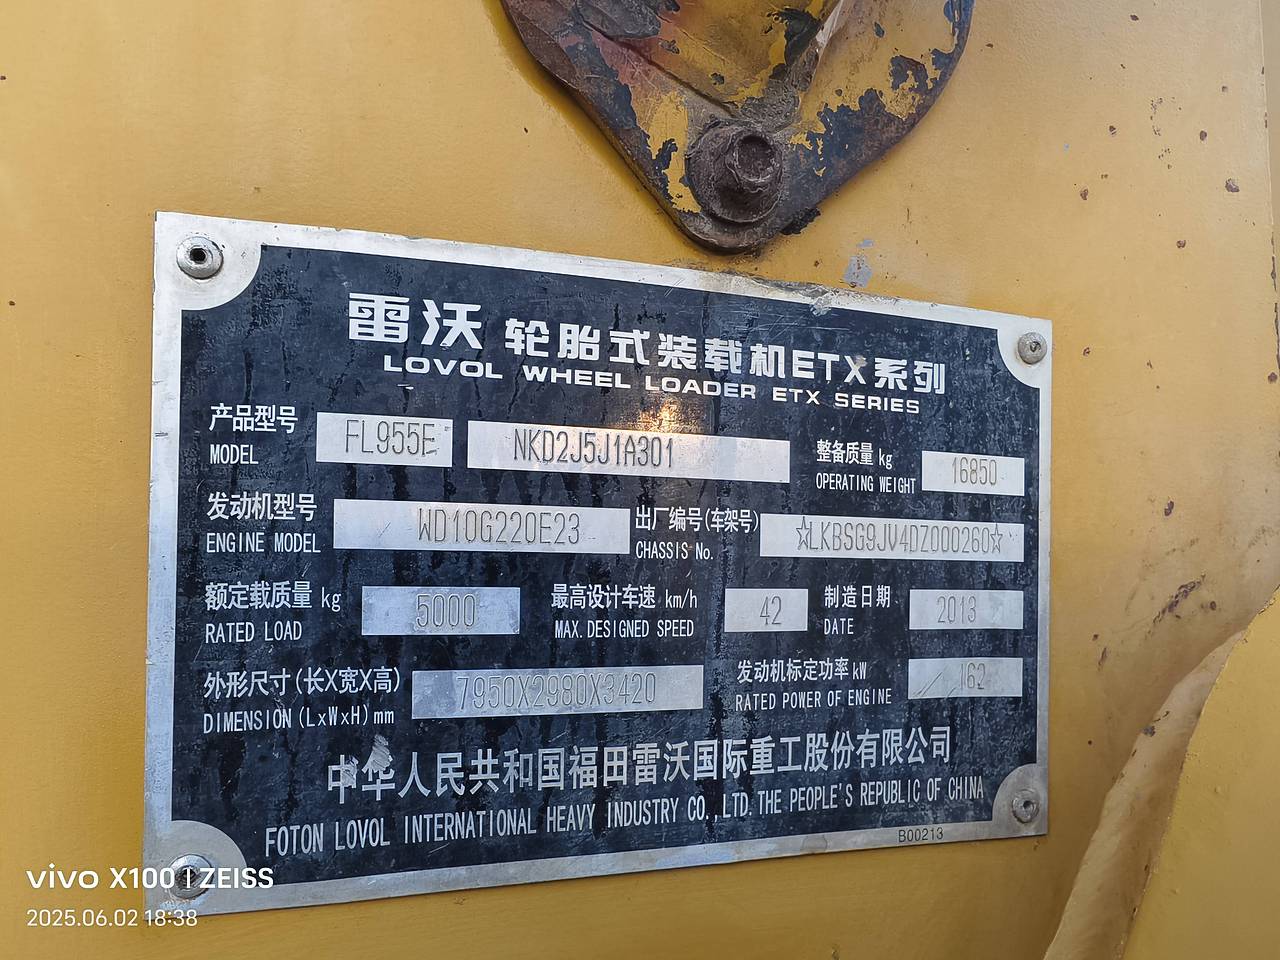 雷沃 轮胎式装载机ETX系列
LOVOL WHEEL LOADER ETX SERIES
产品型号 FL955E NKD2J5J1A301 整备质量 kg 16850
MODEL OPERATING WEIGHT
发动机型号 WD10G220E23 出厂编号(车架号) ☆LKBSG9JV4DZ000260☆
ENGINE MODEL CHASSIS No.
额定载质量 kg 5000 最高设计车速 km/h 42 制造日期 2013
RATED LOAD MAX.DESIGNED SPEED DATE
外形尺寸(长X宽X高) 7950X2980X3420 发动机标定功率 kW 162
DIMENSION(LxWxH)mm RATED POWER OF ENGINE
中华人民共和国福田雷沃国际重工股份有限公司
FOTON LOVOL INTERNATIONAL HEAVY INDUSTRY CO.,LTD.THE PEOPLE'S REPUBLIC OF CHINA
B00213
vivo X100 | ZEISS
2025.06.02 18:38